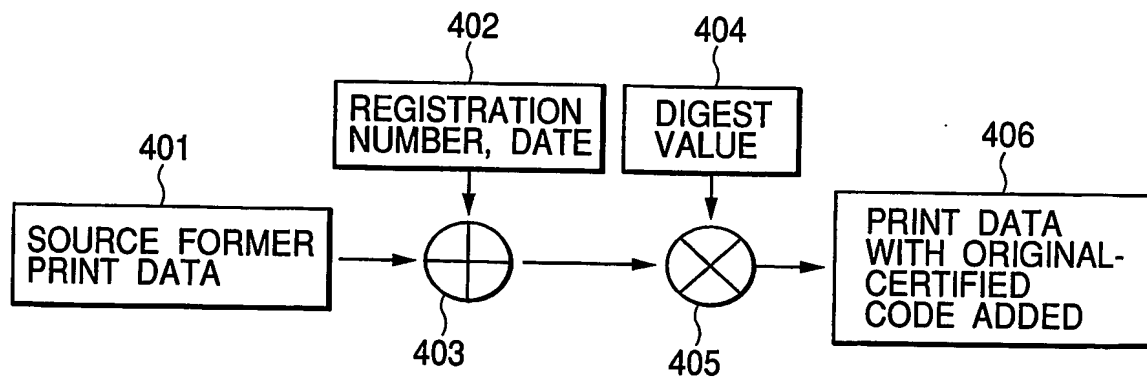 402
404
REGISTRATION
NUMBER, DATE
DIGEST
VALUE
401
406
SOURCE FORMER
PRINT DATA
PRINT DATA
WITH ORIGINAL-
CERTIFIED
CODE ADDED
403
405